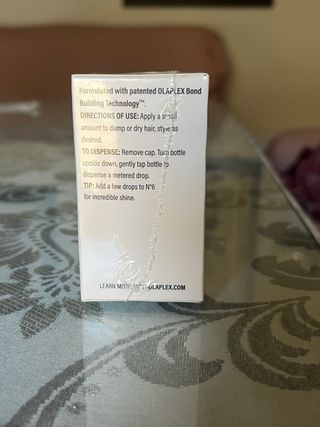 Formulated with patented OLAPLEX Bond
Building Technology™.
DIRECTIONS OF USE: Apply a small
amount to damp or dry hair, style as
desired.
TO DISPENSE: Remove cap. Turn bottle
upside down, gently tap bottle to
dispense a metered drop.
TIP: Add a few drops to N°6
for incredible shine.
LEARN MORE OLAPLEX.COM